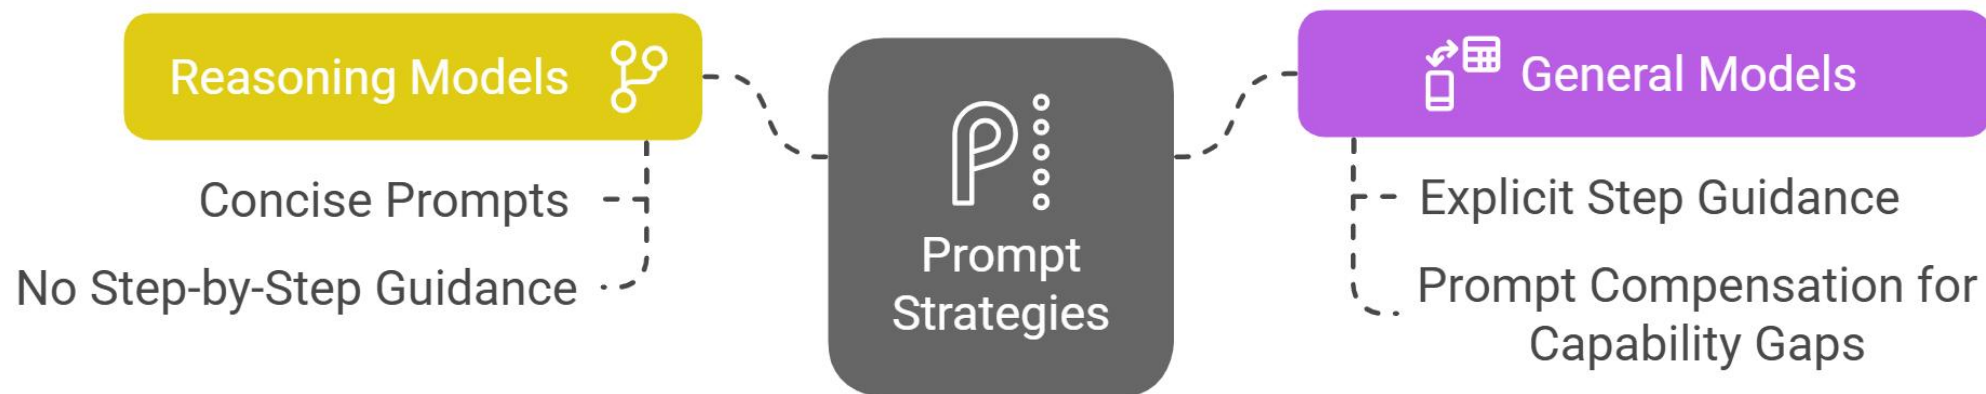 Reasoning Models
Concise Prompts
No Step-by-Step Guidance
Prompt
Strategies
General Models
Explicit Step Guidance
Prompt Compensation for
Capability Gaps